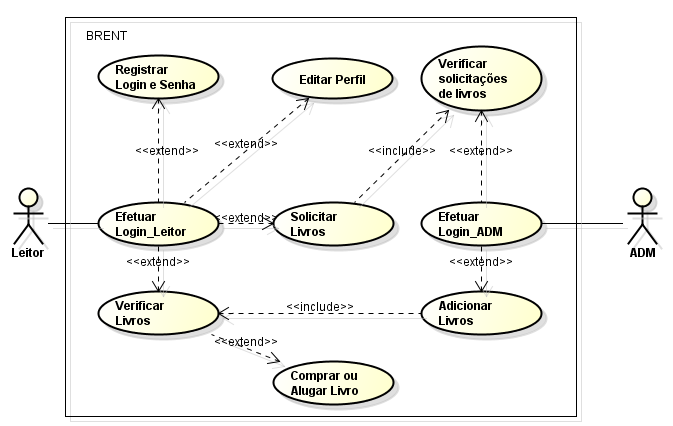 BRENT
Registrar
Login e Senha
Editar Perfil
Verificar
solicitações
de livros
<<extend>>
<<extend>>
<<include>>
<<extend>>
Leitor
Efetuar
Login_Leitor
<<extend>>
Solicitar
Livros
Efetuar
Login_ADM
ADM
<<extend>>
<<extend>>
Verificar
Livros
<<include>>
Adicionar
Livros
<<extend>>
Comprar ou
Alugar Livro